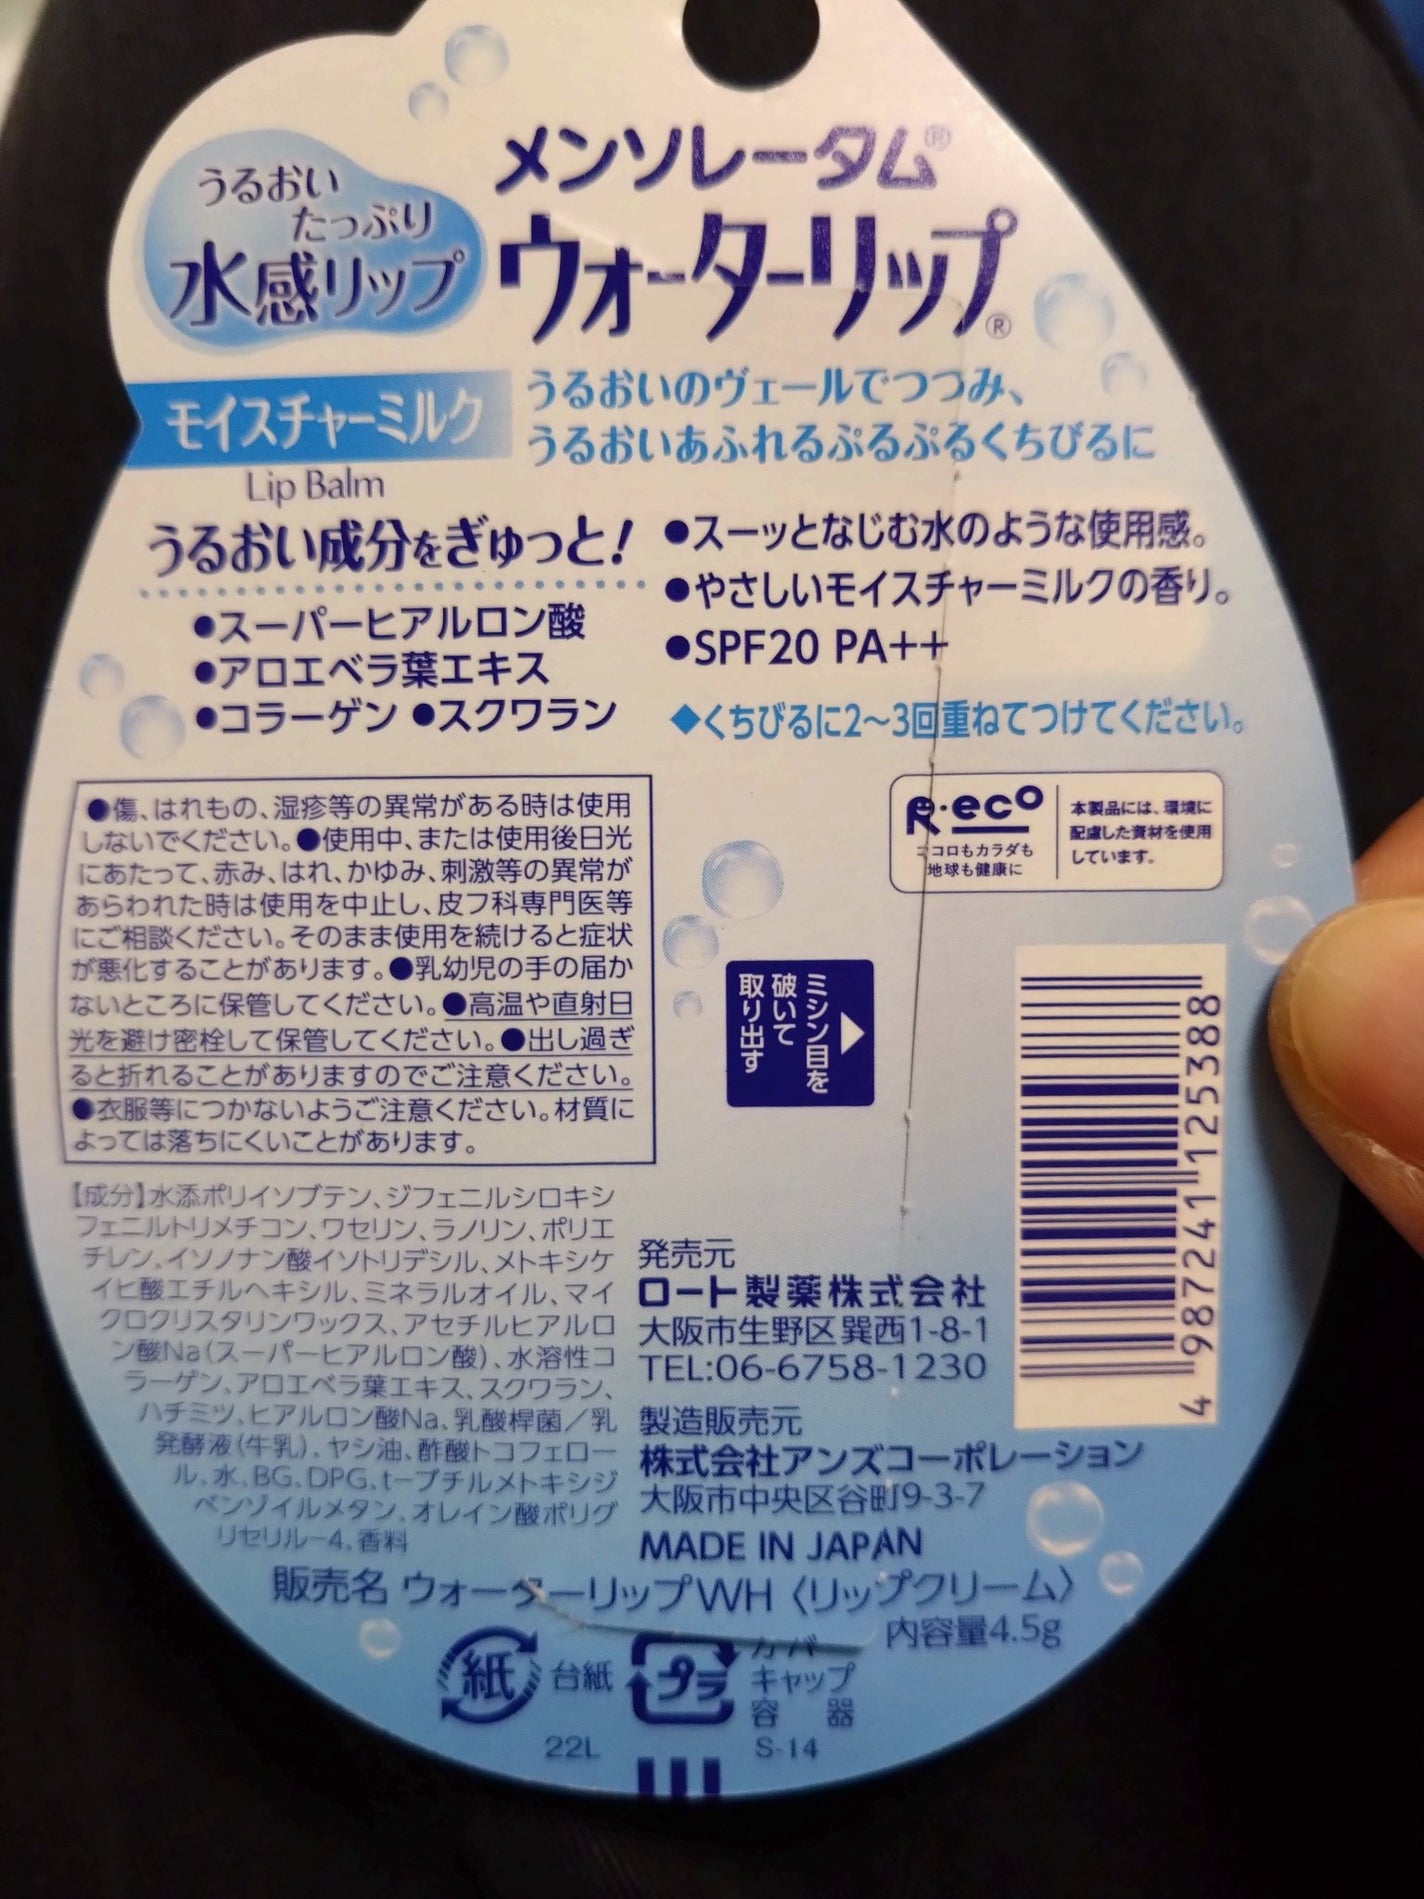 うるおい
たっぷり
水感リップ
メンソレータム®
ウォーターリップ®
モイスチャーミルク
Lip Balm
うるおいのヴェールでつつみ、
うるおいあふれるぷるぷるくちびるに
うるおい成分をぎゅっと!
●スーパーヒアルロン酸
●アロエベラ葉エキス
●コラーゲン ●スクワラン
●スーッとなじむ水のような使用感。
●やさしいモイスチャーミルクの香り。
●SPF20 PA++
◆くちびるに2〜3回重ねてつけてください。
●傷、はれもの、湿疹等の異常がある時は使用
しないでください。●使用中、または使用後日光
にあたって、赤み、はれ、かゆみ、刺激等の異常が
あらわれた時は使用を中止し、皮フ科専門医等
にご相談ください。そのまま使用を続けると症状
が悪化することがあります。●乳幼児の手の届か
ないところに保管してください。●高温や直射日
光を避け密栓して保管してください。●出し過ぎ
ると折れることがありますのでご注意ください。
●衣服等につかないようご注意ください。材質に
よっては落ちにくいことがあります。
R・eco
ココロもカラダも
地球も健康に
本製品には、環境に
配慮した資材を使用
しています。
ミシン目を
破いて
取り出す
4 987241 125388
【成分】水添ポリイソブテン、ジフェニルシロキシ
フェニルトリメチコン、ワセリン、ラノリン、ポリエ
チレン、イソノナン酸イソトリデシル、メトキシケ
イヒ酸エチルヘキシル、ミネラルオイル、マイ
クロクリスタリンワックス、アセチルヒアルロ
ン酸Na(スーパーヒアルロン酸)、水溶性コ
ラーゲン、アロエベラ葉エキス、スクワラン、
ハチミツ、ヒアルロン酸Na、乳酸桿菌/乳
発酵液(牛乳)、ヤシ油、酢酸トコフェロー
ル、水、BG、DPG、t-ブチルメトキシジ
ベンゾイルメタン、オレイン酸ポリグ
リセリル-4、香料
発売元
ロート製薬株式会社
大阪市生野区巽西1-8-1
TEL:06-6758-1230
製造販売元
株式会社アンズコーポレーション
大阪市中央区谷町9-3-7
MADE IN JAPAN
販売名 ウォーターリップWH〈リップクリーム〉
内容量4.5g
紙
台紙
プラ
カバー
キャップ
容器
22L
S-14